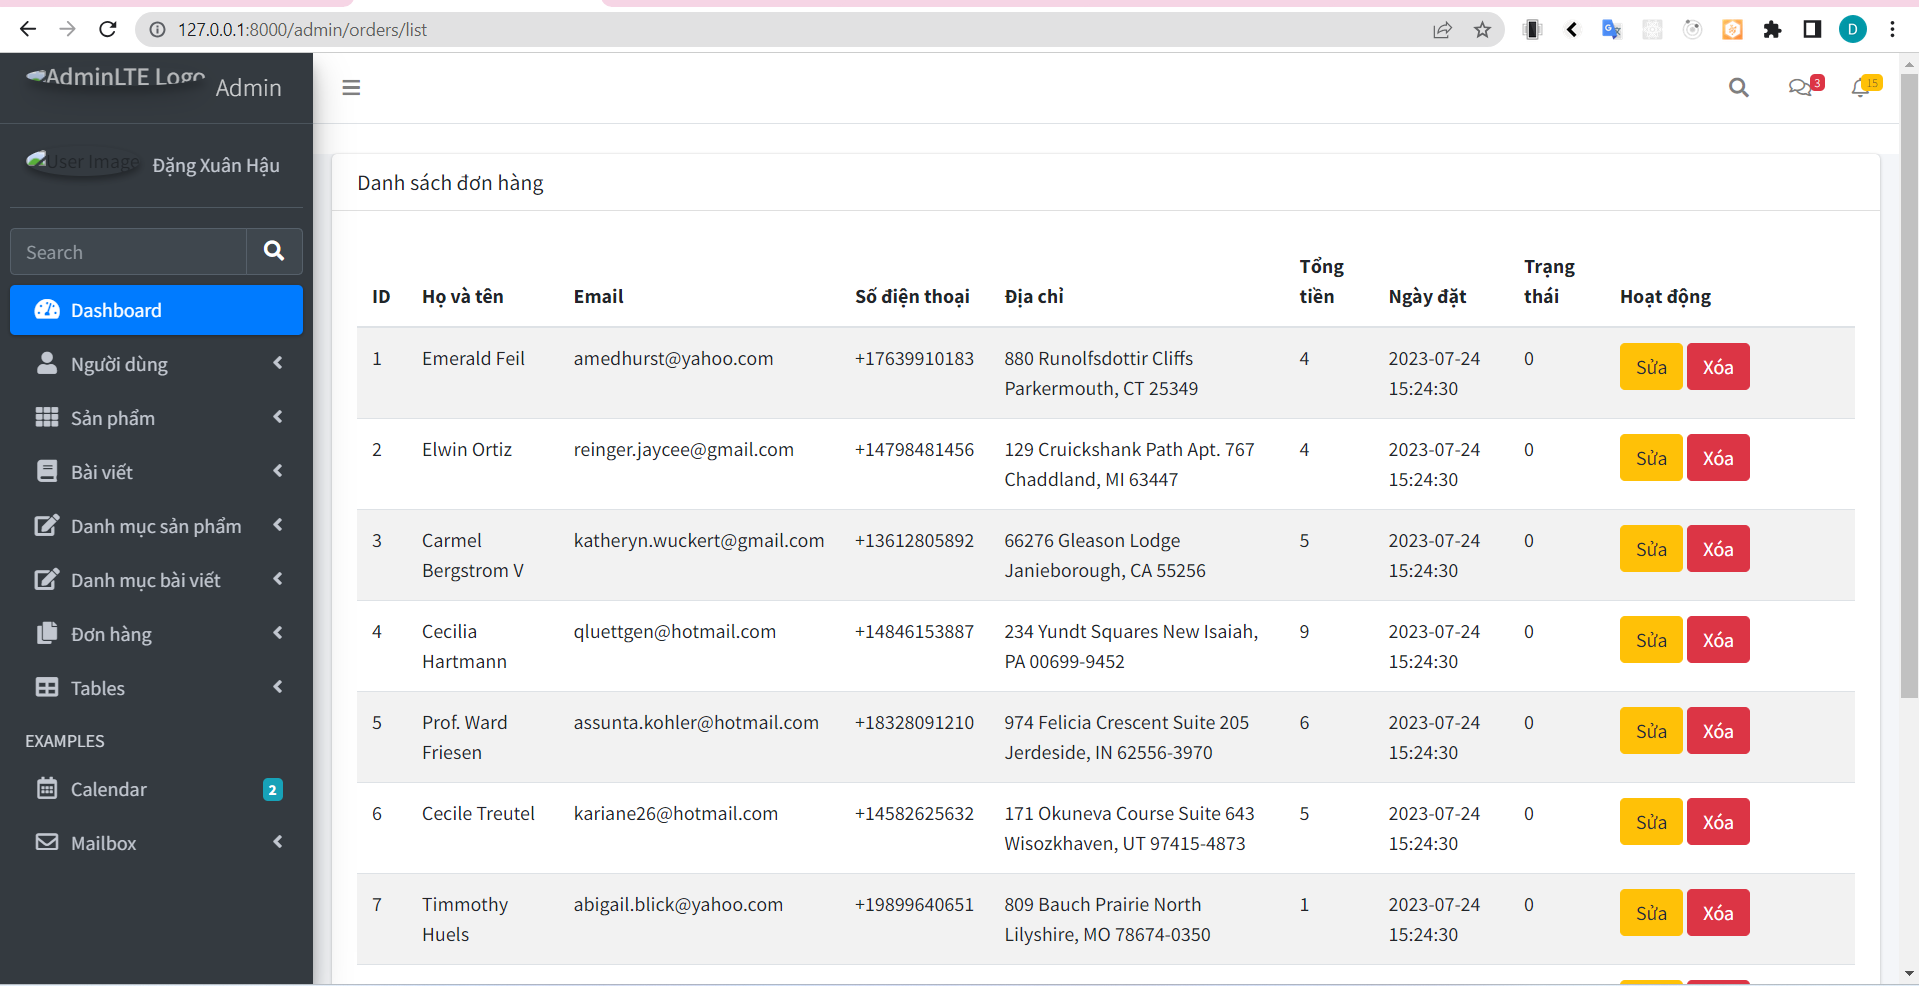 127.0.0.1:8000/admin/orders/list
D
AdminLTE Logo
Admin
3
15
User Image
Đặng Xuân Hậu
Search
Dashboard
Người dùng
Sản phẩm
Bài viết
Danh mục sản phẩm
Danh mục bài viết
Đơn hàng
Tables
EXAMPLES
Calendar
2
Mailbox
Danh sách đơn hàng
ID Họ và tên Email Số điện thoại Địa chỉ Tổng tiền Ngày đặt Trạng thái Hoạt động
1 Emerald Feil amedhurst@yahoo.com +17639910183 880 Runolfsdottir Cliffs 4 2023-07-24 0 Sửa Xóa
Parkermouth, CT 25349 15:24:30
2 Elwin Ortiz reinger.jaycee@gmail.com +14798481456 129 Cruickshank Path Apt. 767 4 2023-07-24 0 Sửa Xóa
Chaddland, MI 63447 15:24:30
3 Carmel katheryn.wuckert@gmail.com +13612805892 66276 Gleason Lodge 5 2023-07-24 0 Sửa Xóa
Bergstrom V Janieborough, CA 55256 15:24:30
4 Cecilia qluettgen@hotmail.com +14846153887 234 Yundt Squares New Isaiah, 9 2023-07-24 0 Sửa Xóa
Hartmann PA 00699-9452 15:24:30
5 Prof. Ward assunta.kohler@hotmail.com +18328091210 974 Felicia Crescent Suite 205 6 2023-07-24 0 Sửa Xóa
Friesen Jerdeside, IN 62556-3970 15:24:30
6 Cecile Treutel kariane26@hotmail.com +14582625632 171 Okuneva Course Suite 643 5 2023-07-24 0 Sửa Xóa
Wisozkhaven, UT 97415-4873 15:24:30
7 Timmothy abigail.blick@yahoo.com +19899640651 809 Bauch Prairie North 1 2023-07-24 0 Sửa Xóa
Huels Lilyshire, MO 78674-0350 15:24:30